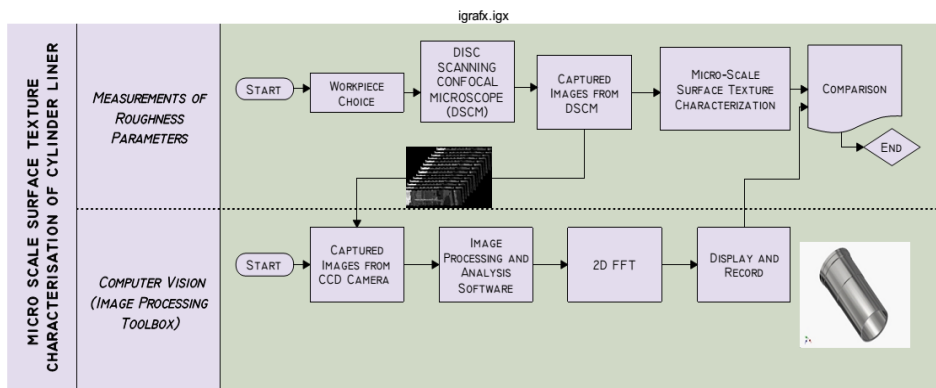 igrafx.igx
MICRO SCALE SURFACE TEXTURE
CHARACTERISATION OF CYLINDER LINER
MEASUREMENTS OF
ROUGHNESS
PARAMETERS
START
WORKPIECE
CHOICE
DISC
SCANNING
CONFOCAL
MICROSCOPE
(DSCM)
CAPTURED
IMAGES FROM
DSCM
MICRO-SCALE
SURFACE TEXTURE
CHARACTERIZATION
COMPARISON
END
COMPUTER VISION
(IMAGE PROCESSING
TOOLBOX)
START
CAPTURED
IMAGES FROM
CCD CAMERA
IMAGE
PROCESSING AND
ANALYSIS
SOFTWARE
2D FFT
DISPLAY AND
RECORD